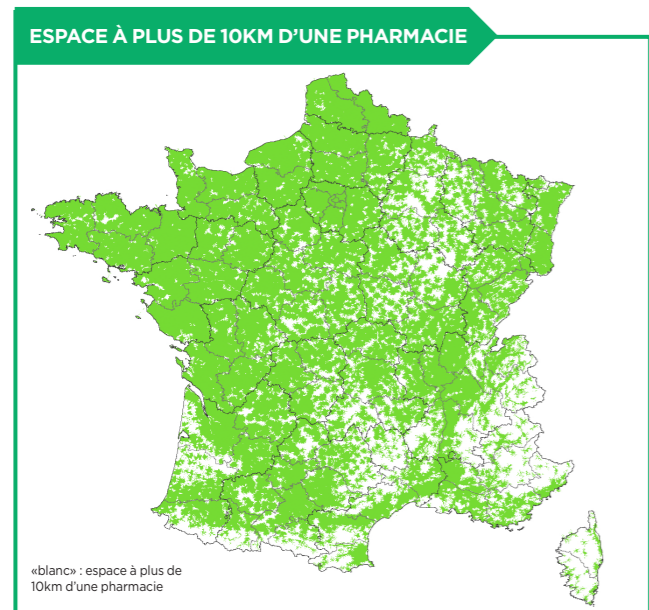 ESPACE À PLUS DE 10KM D’UNE PHARMACIE
«blanc» : espace à plus de
10km d’une pharmacie